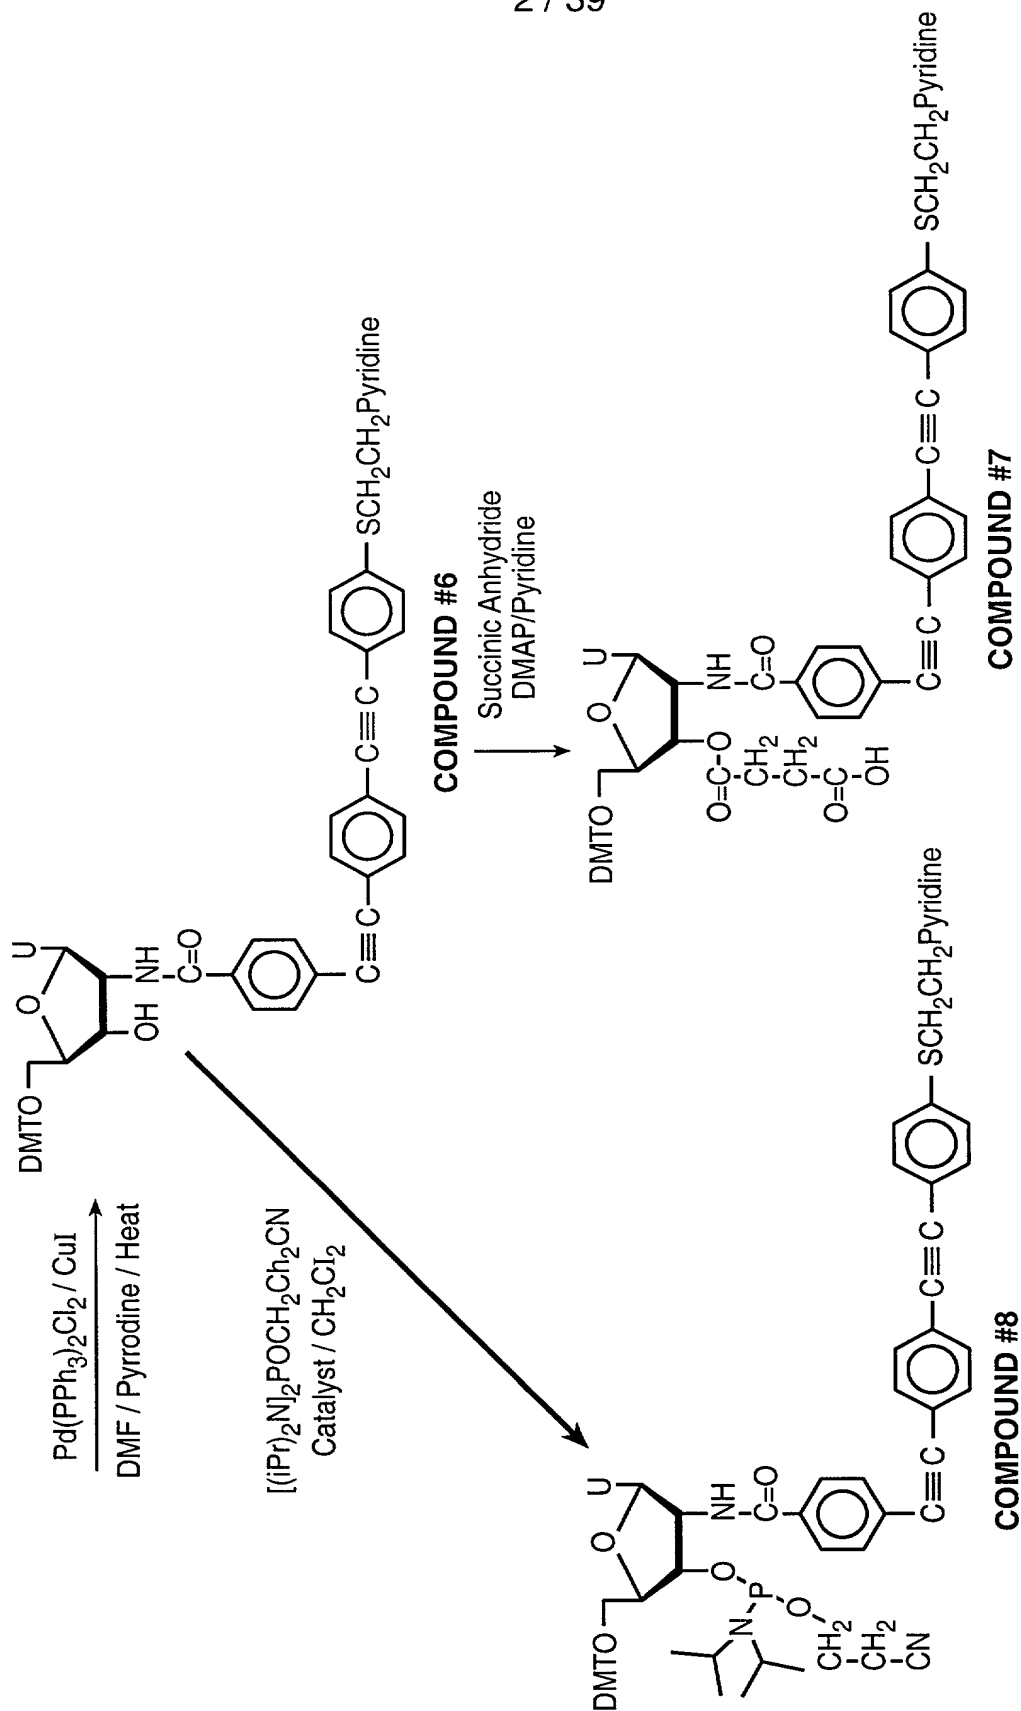 2 / 39
Pd(PPh3)2Cl2 / CuI
DMF / Pyrrodine / Heat
DMTO
O
U
OH
NH
C=O
C≡C
C≡C
SCH2CH2Pyridine
COMPOUND #6
[(iPr)2N]2POCH2Ch2CN
Catalyst / CH2Cl2
Succinic Anhydride
DMAP/Pyridine
DMTO
O
U
O
NH
P
N
O
CH2
CH2
CN
C=O
C≡C
C≡C
SCH2CH2Pyridine
COMPOUND #8
DMTO
O
U
O
NH
O=C
CH2
CH2
O=C
OH
C=O
C≡C
C≡C
SCH2CH2Pyridine
COMPOUND #7